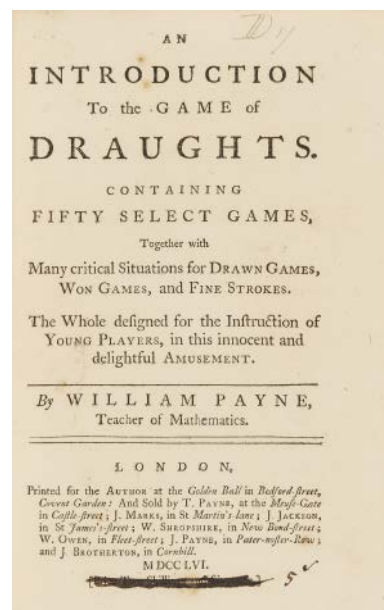 AN
INTRODUCTION
To the GAME of
DRAUGHTS.
CONTAINING
FIFTY SELECT GAMES,
Together with
Many critical Situations for DRAWN GAMES,
WON GAMES, and FINE STROKES.
The Whole deſigned for the Inſtruction of
YOUNG PLAYERS, in this innocent and
delightful AMUSEMENT.
By WILLIAM PAYNE,
Teacher of Mathematics.
LONDON,
Printed for the AUTHOR at the Golden Ball in Bedford-ſtreet,
Covent Garden: And Sold by T. PAYNE, at the Meuſe-Gate
in Caſtle-ſtreet; J. MARKS, in St Martin's-lane; J. JACKSON,
in St James's-ſtreet; W. SHROPSHIRE, in New Bond-ſtreet;
W. OWEN, in Fleet-ſtreet; J. PAYNE, in Pater-noſter-Row;
and J. BROTHERTON, in Cornhill.
MDCCLVI.